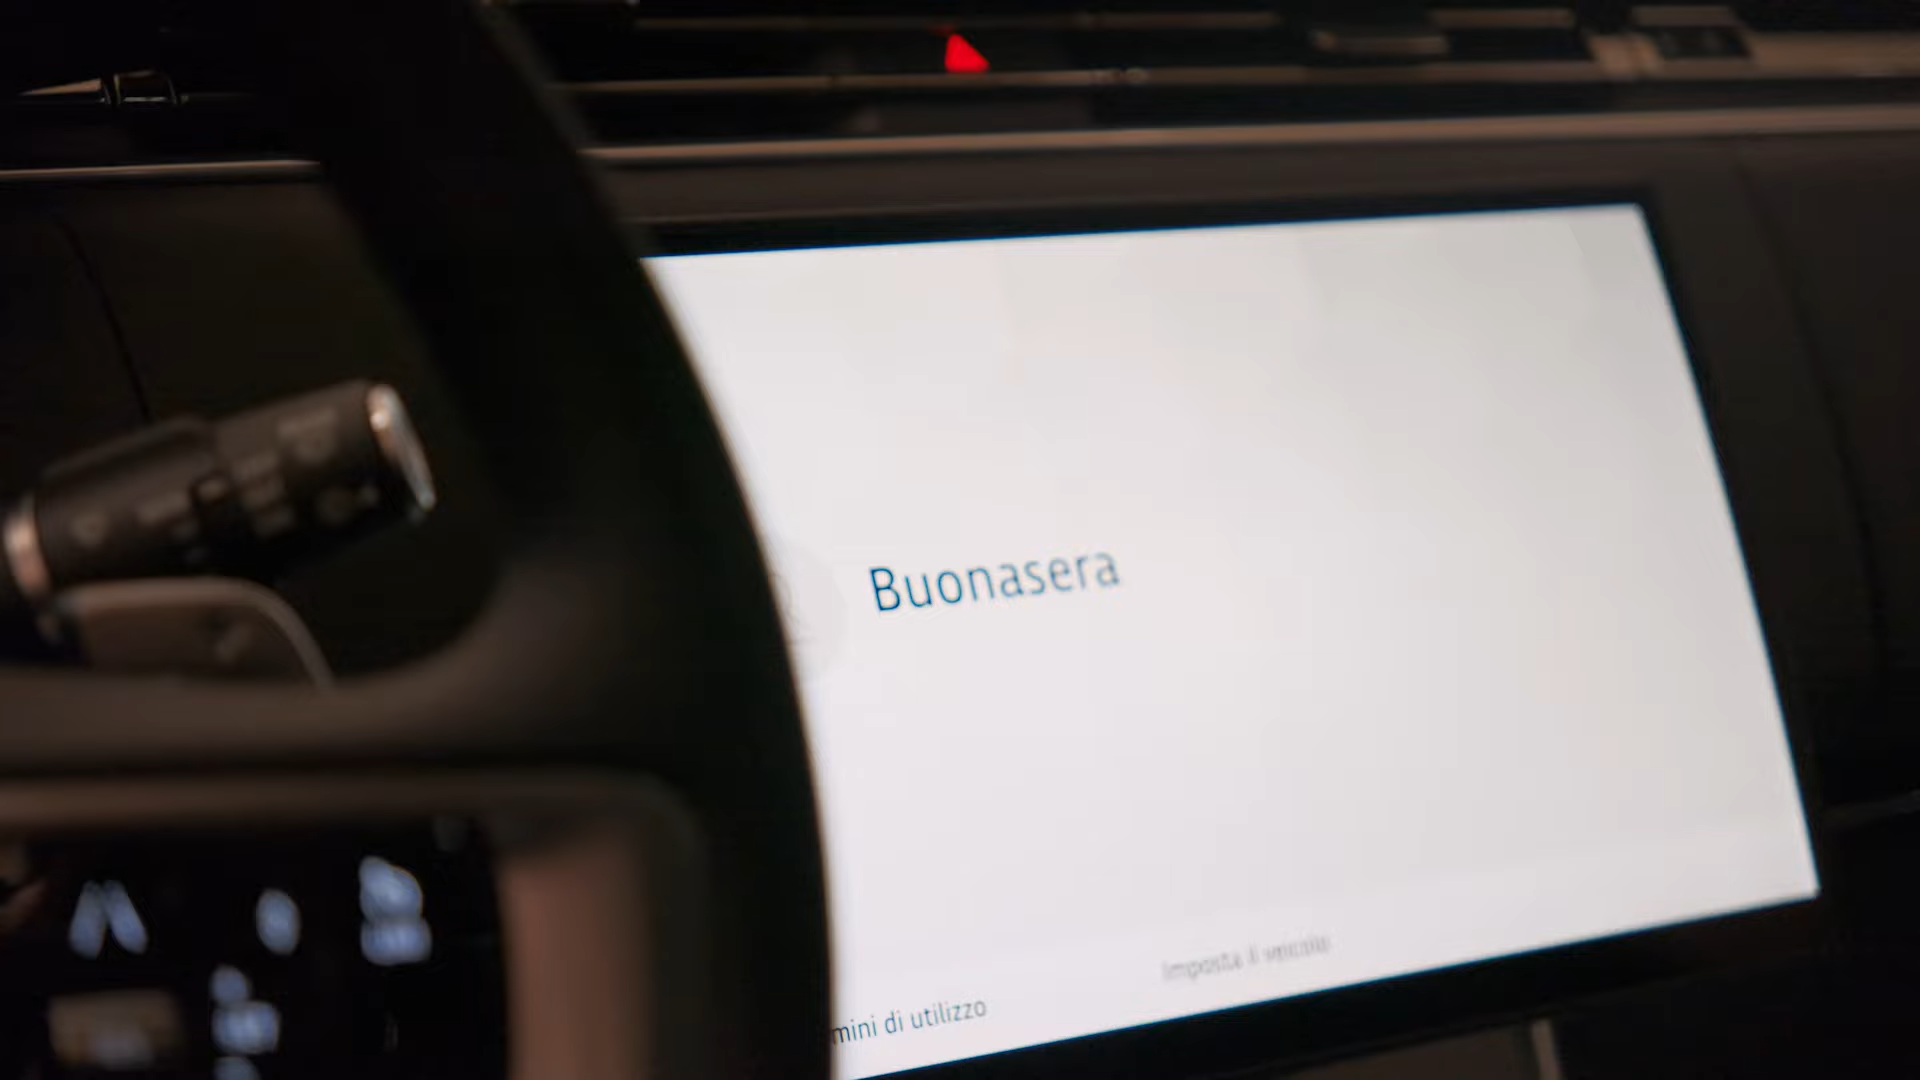 Buonasera
Imposta il veicolo
mini di utilizzo